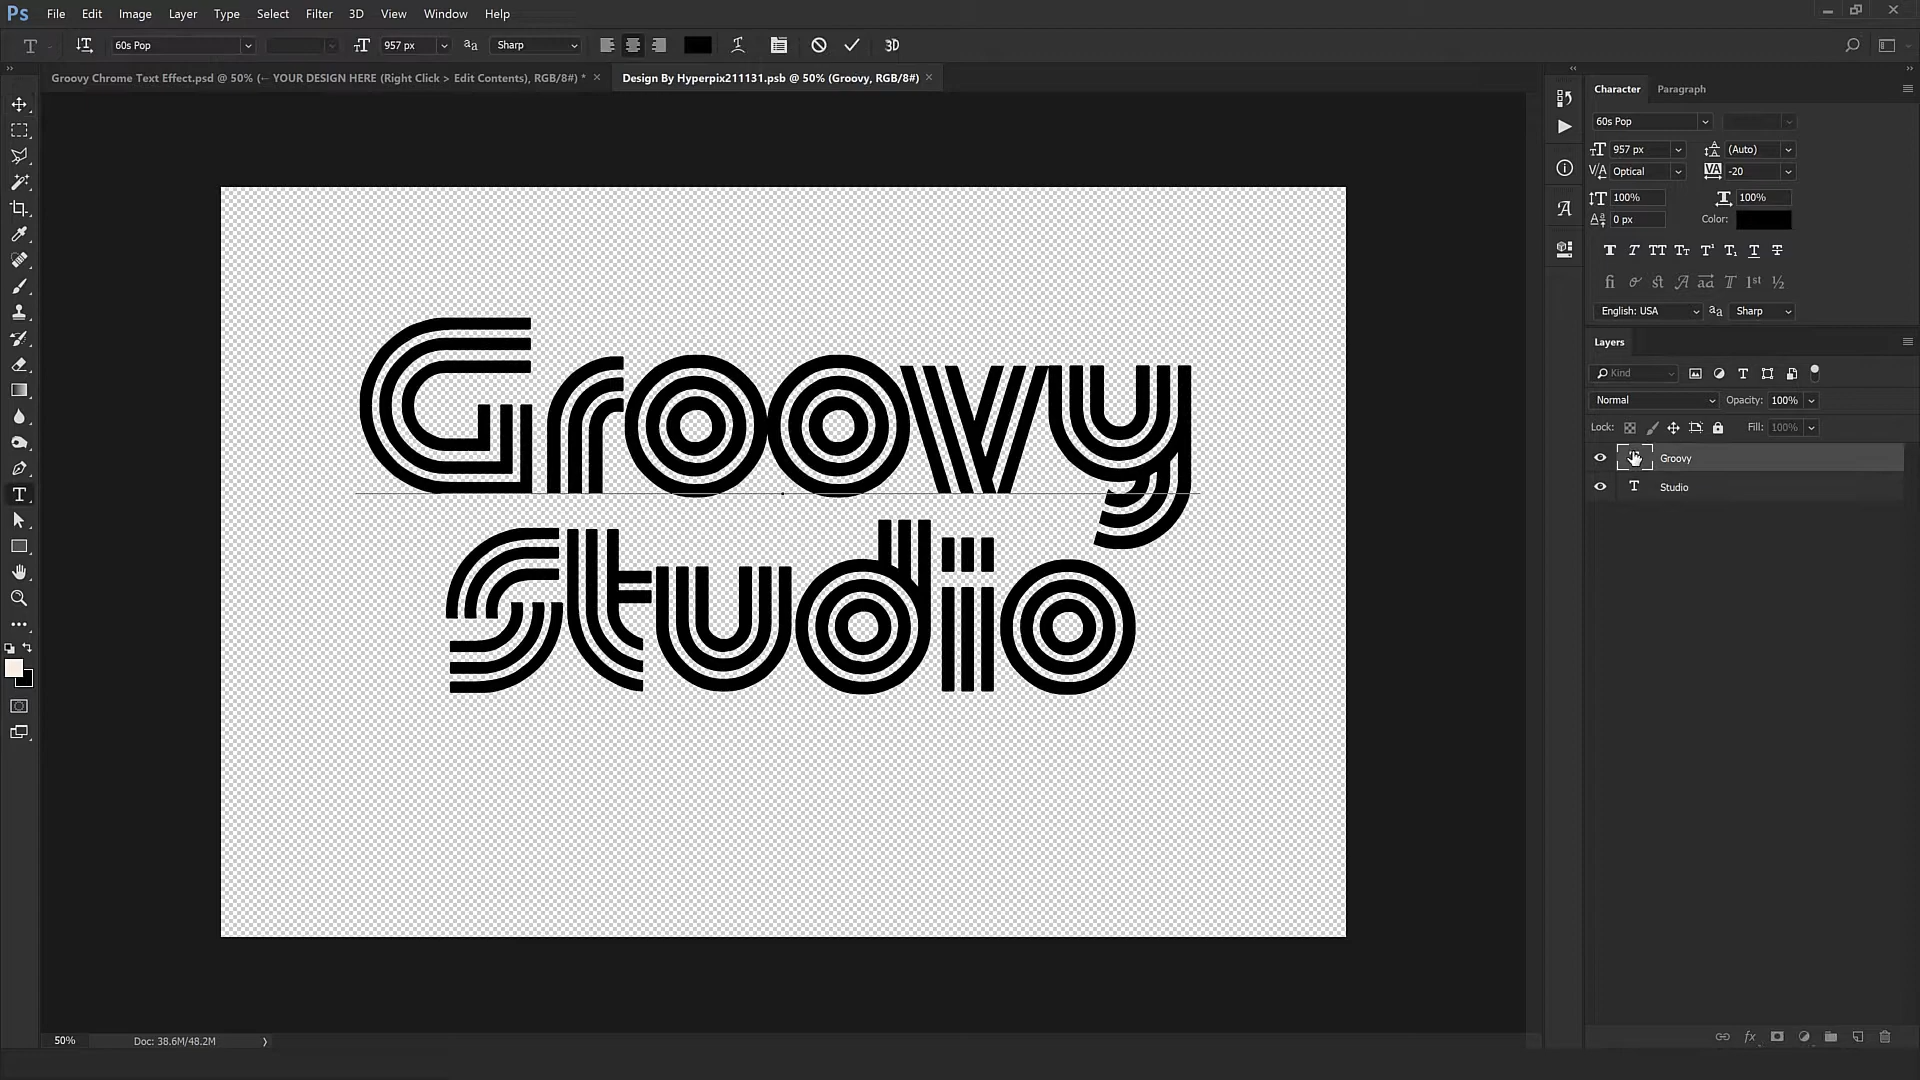 Ps File Edit Image Layer Type Select Filter 3D View Window Help
T 60s Pop 957 px aa Sharp 3D
Groovy Chrome Text Effect.psd @ 50% (← YOUR DESIGN HERE (Right Click > Edit Contents), RGB/8#) * × Design By Hyperpix211131.psb @ 50% (Groovy, RGB/8#) ×
Character Paragraph
60s Pop
957 px (Auto)
Optical -20
100% 100%
0 px Color:
English: USA aa Sharp
Layers
Kind
Normal Opacity: 100%
Lock: Fill: 100%
Groovy
T Studio
Groovy
Studio
50% Doc: 38.6M/48.2M